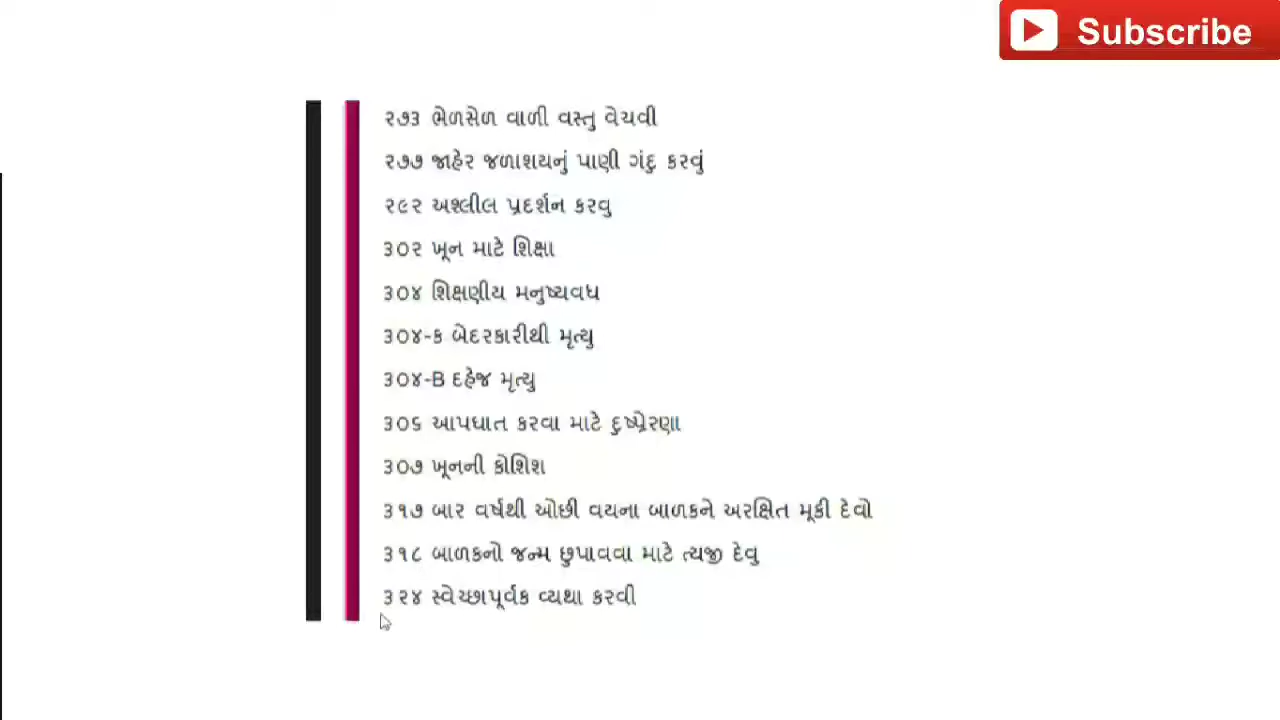 Subscribe
૨૭૩ ભેળસેળ વાળી વસ્તુ વેચવી
૨૭૭ જાહેર જળાશયનું પાણી ગંદુ કરવું
૨૯૨ અશ્લીલ પ્રદર્શન કરવુ
૩૦૨ ખૂન માટે શિક્ષા
૩૦૪ શિક્ષણીય મનુષ્યવધ
૩૦૪-ક બેદરકારીથી મૃત્યુ
૩૦૪-B દહેજ મૃત્યુ
૩૦૬ આપઘાત કરવા માટે દુષ્પ્રેરણા
૩૦૭ ખૂનની કોશિશ
૩૧૭ બાર વર્ષથી ઓછી વયના બાળકને અરક્ષિત મૂકી દેવો
૩૧૮ બાળકનો જન્મ છુપાવવા માટે ત્યજી દેવુ
૩૨૪ સ્વેચ્છાપૂર્વક વ્યથા કરવી